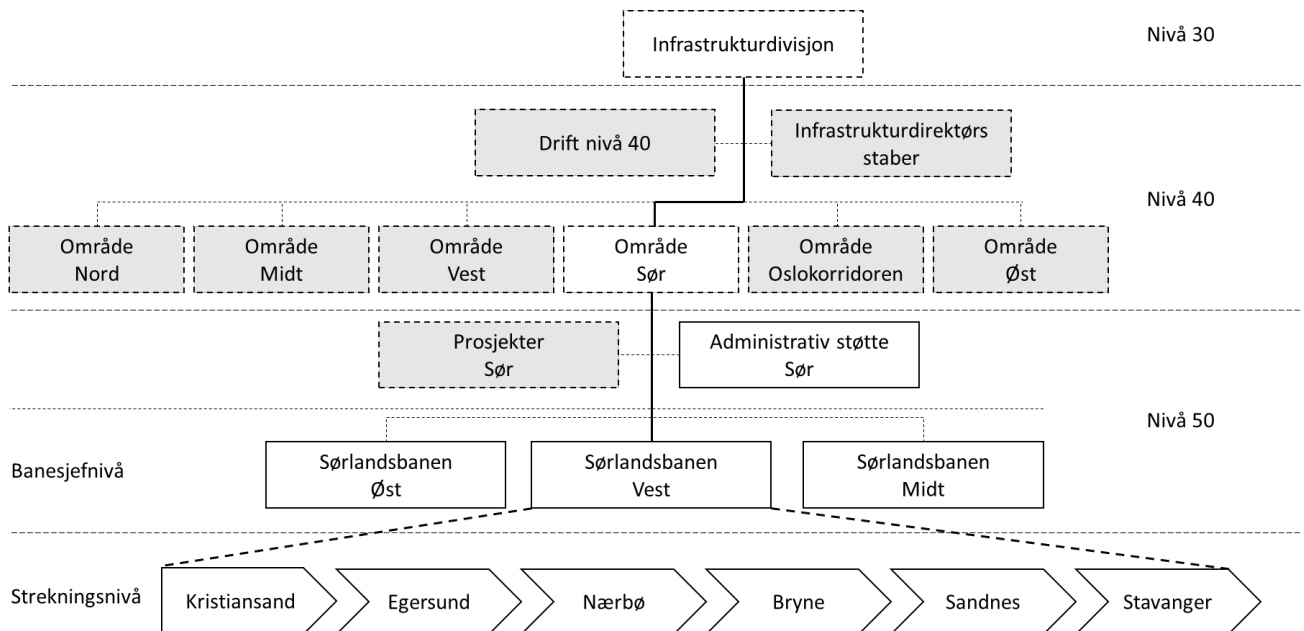 Infrastrukturdivisjon
Nivå 30
Drift nivå 40
Infrastrukturdirektørs
staber
Nivå 40
Område
Nord
Område
Midt
Område
Vest
Område
Sør
Område
Oslokorridoren
Område
Øst
Prosjekter
Sør
Administrativ støtte
Sør
Nivå 50
Banesjefnivå
Sørlandsbanen
Øst
Sørlandsbanen
Vest
Sørlandsbanen
Midt
Strekningsnivå
Kristiansand
Egersund
Nærbø
Bryne
Sandnes
Stavanger